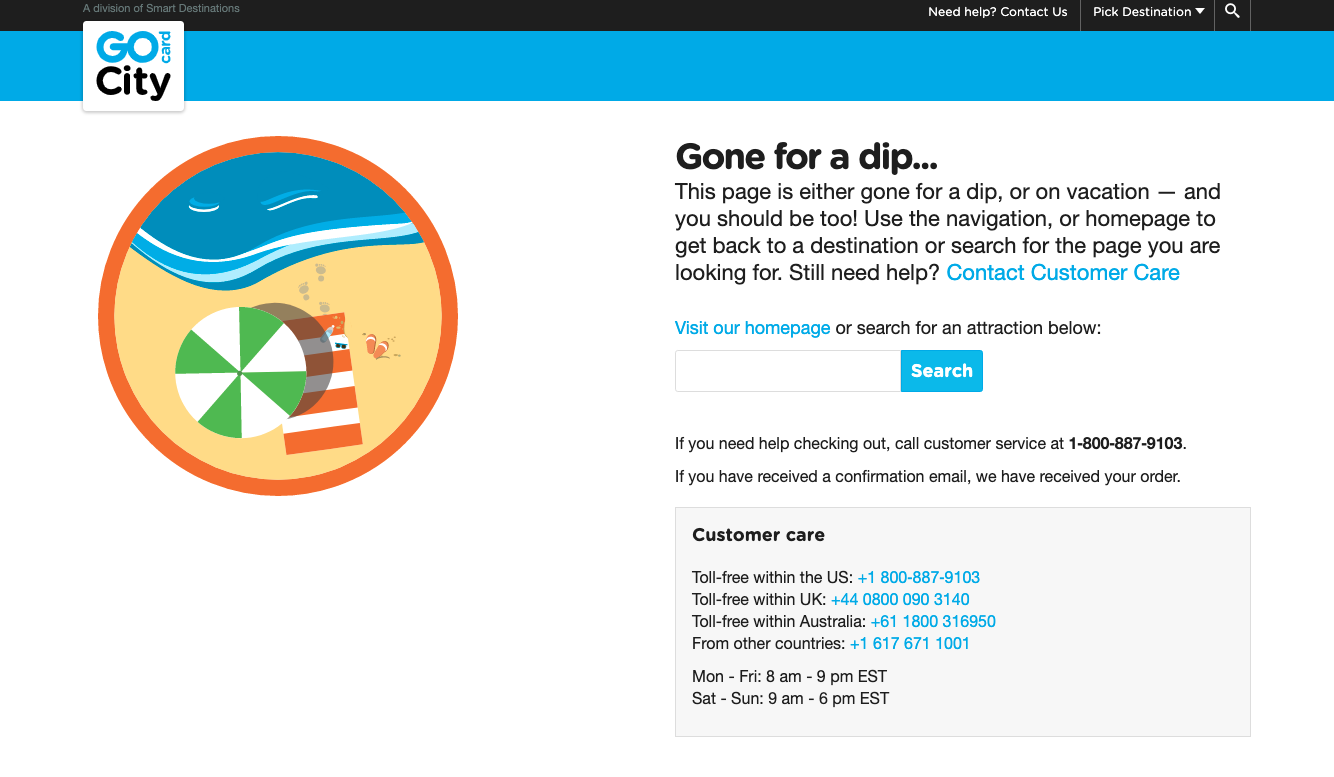 A division of Smart Destinations
Need help? Contact Us
Pick Destination
GO card
City
Gone for a dip...
This page is either gone for a dip, or on vacation — and
you should be too! Use the navigation, or homepage to
get back to a destination or search for the page you are
looking for. Still need help? Contact Customer Care
Visit our homepage or search for an attraction below:
Search
If you need help checking out, call customer service at 1-800-887-9103.
If you have received a confirmation email, we have received your order.
Customer care
Toll-free within the US: +1 800-887-9103
Toll-free within UK: +44 0800 090 3140
Toll-free within Australia: +61 1800 316950
From other countries: +1 617 671 1001
Mon - Fri: 8 am - 9 pm EST
Sat - Sun: 9 am - 6 pm EST